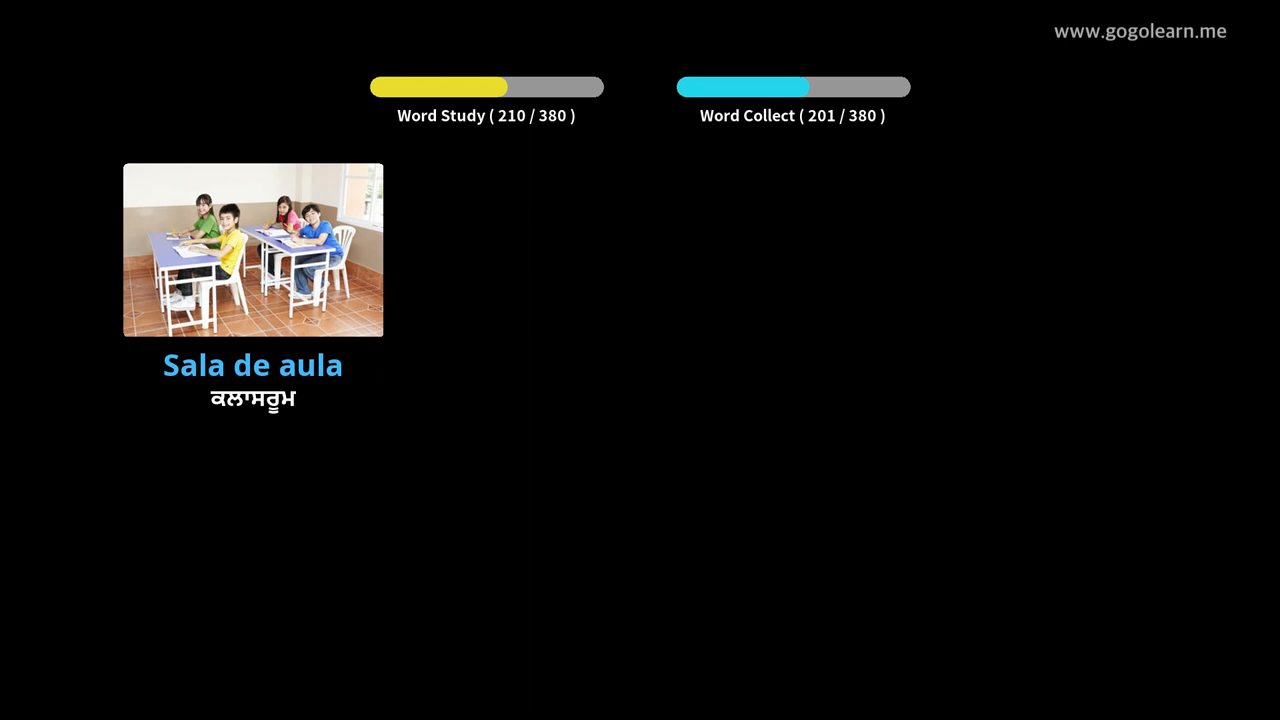 www.gogolearn.me
Word Study ( 210 / 380 )
Word Collect ( 201 / 380 )
Sala de aula
ਕਲਾਸਰੂਮ